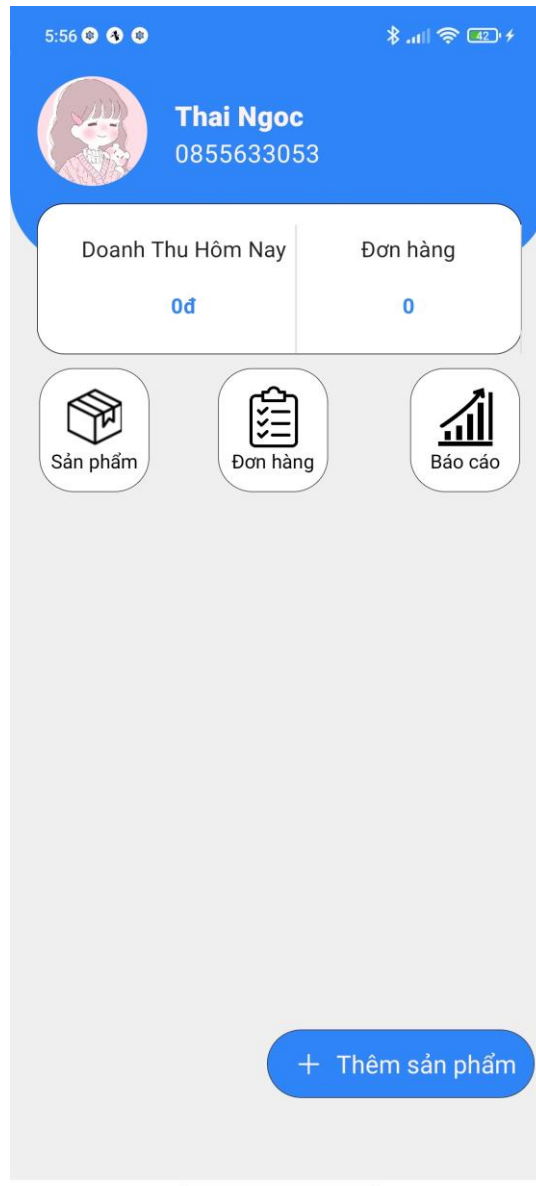 5:56
42
Thai Ngoc
0855633053
Doanh Thu Hôm Nay
Đơn hàng
0đ
0
Sản phẩm
Đơn hàng
Báo cáo
+ Thêm sản phẩm